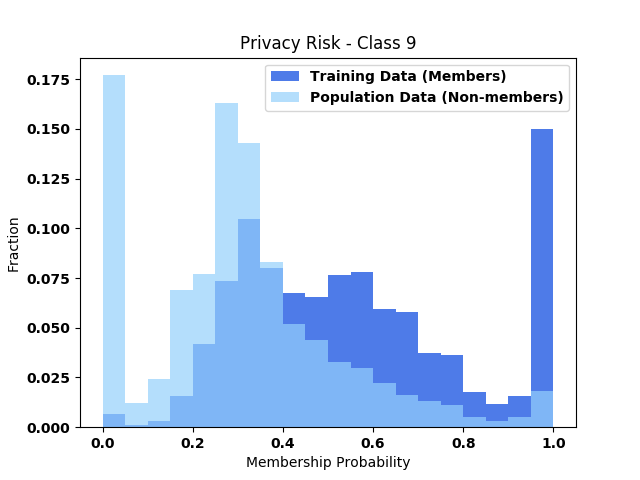 Privacy Risk - Class 9
Training Data (Members)
Population Data (Non-members)
0.175
0.150
0.125
0.100
0.075
0.050
0.025
0.000
Fraction
0.0 0.2 0.4 0.6 0.8 1.0
Membership Probability